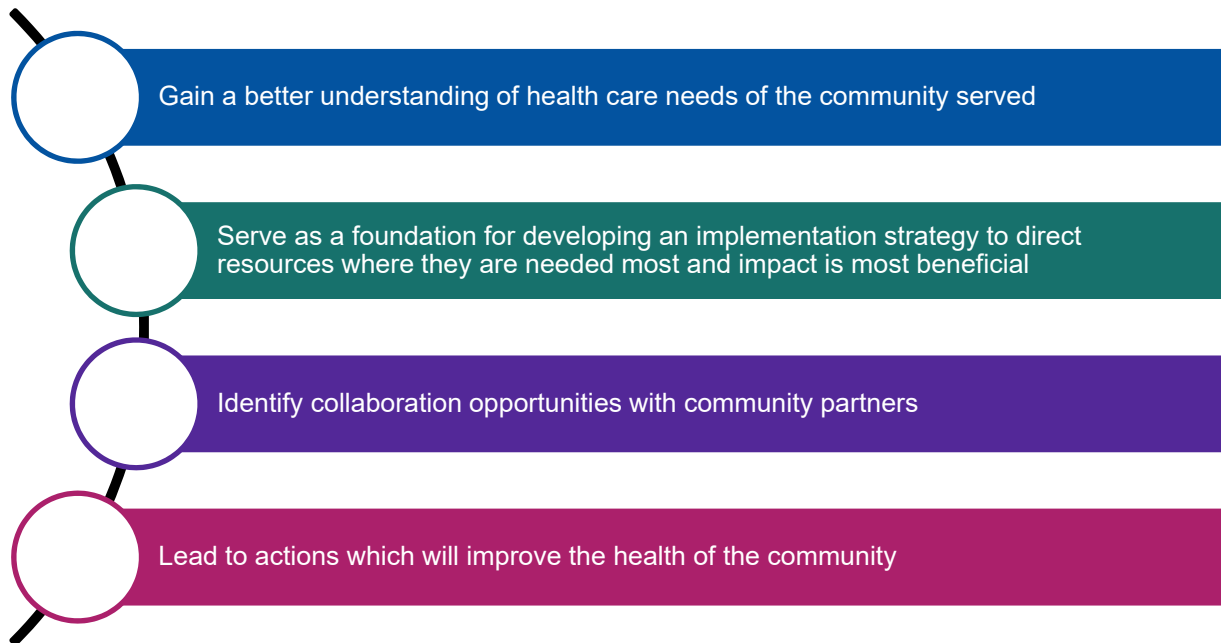 Gain a better understanding of health care needs of the community served
Serve as a foundation for developing an implementation strategy to direct
resources where they are needed most and impact is most beneficial
Identify collaboration opportunities with community partners
Lead to actions which will improve the health of the community